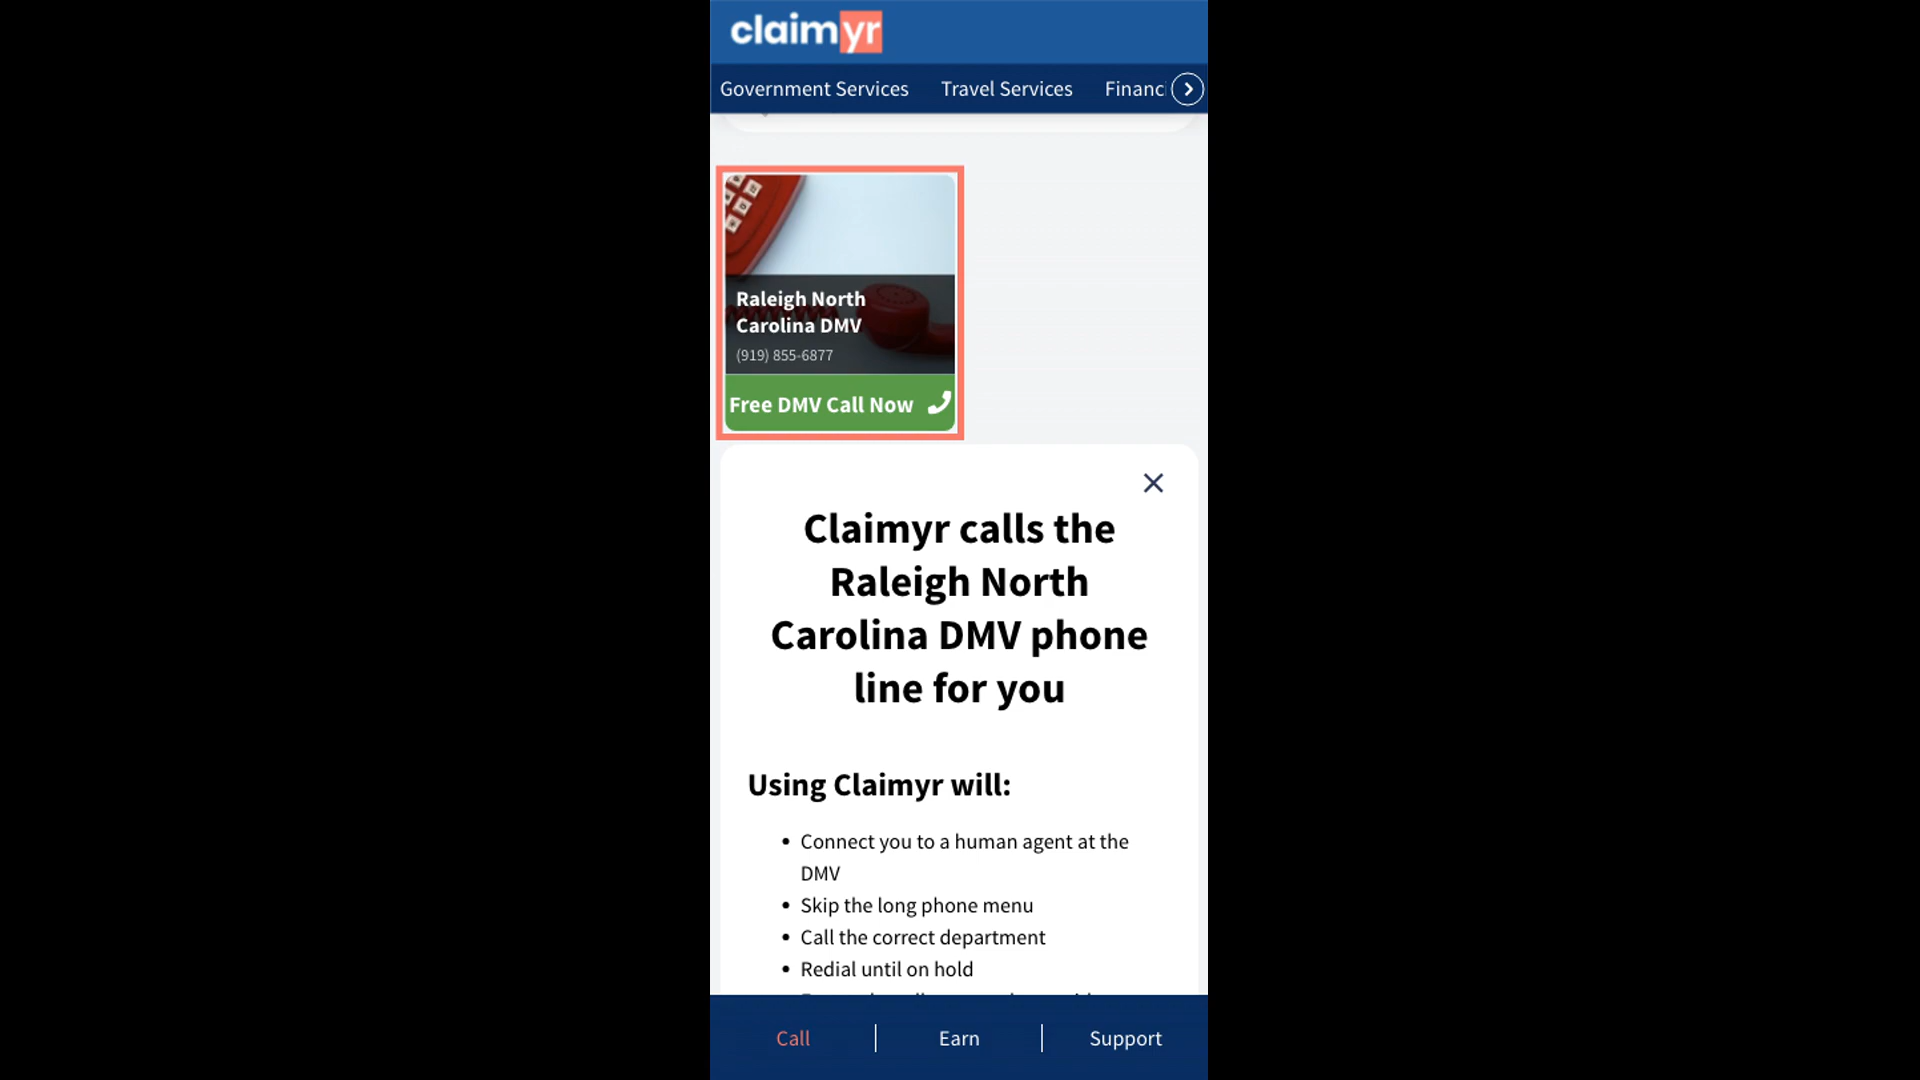 claimyr
Government Services Travel Services Financ
Raleigh North
Carolina DMV
(919) 855-6877
Free DMV Call Now
Claimyr calls the
Raleigh North
Carolina DMV phone
line for you
Using Claimyr will:
• Connect you to a human agent at the
DMV
• Skip the long phone menu
• Call the correct department
• Redial until on hold
Call | Earn | Support